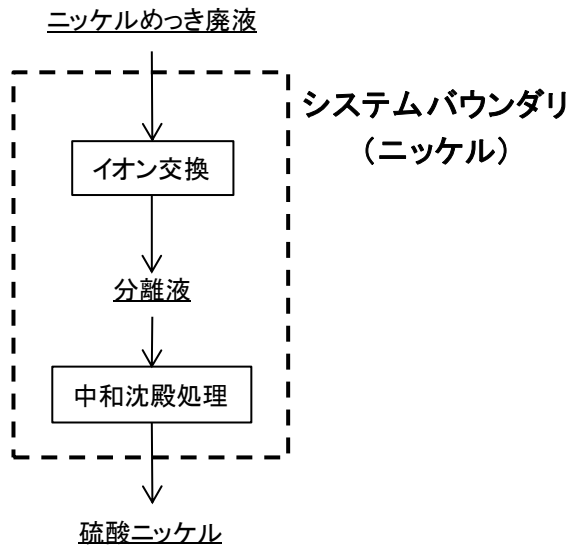 ニッケルめっき廃液
システムバウンダリ
（ニッケル）
イオン交換
分離液
中和沈殿処理
硫酸ニッケル